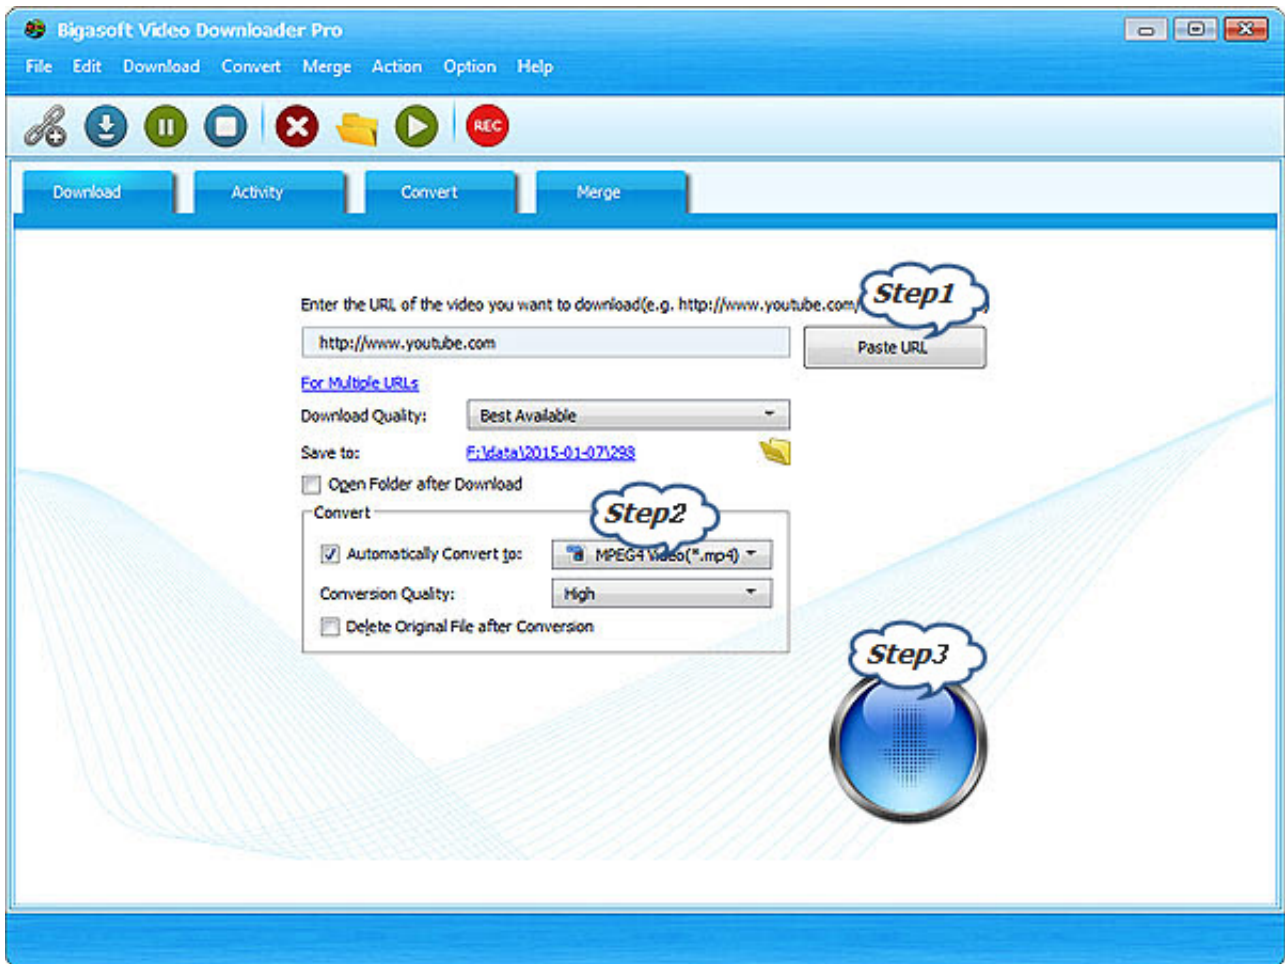 Bigasoft Video Downloader Pro
File Edit Download Convert Merge Action Option Help
REC
Download Activity Convert Merge
Step1
Enter the URL of the video you want to download(e.g. http://www.youtube.com/
http://www.youtube.com
Paste URL
For Multiple URLs
Download Quality: Best Available
Save to: F:\data\2015-01-07\298
Open Folder after Download
Step2
Convert
Automatically Convert to: MPEG4 Video(*.mp4)
Conversion Quality: High
Delete Original File after Conversion
Step3